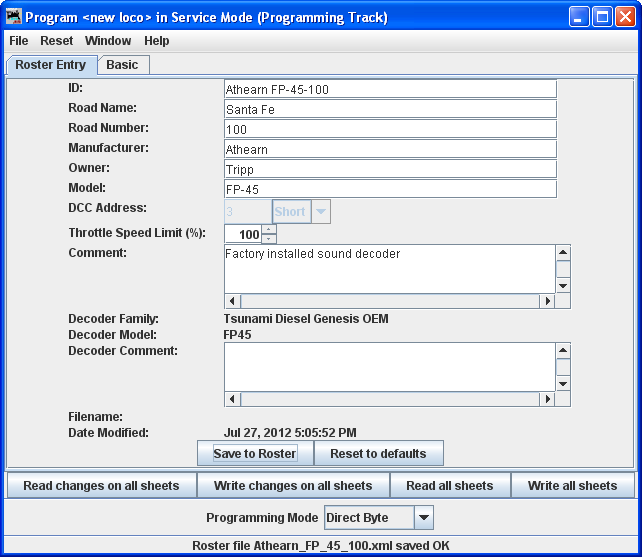 Program <new loco> in Service Mode (Programming Track)
File Reset Window Help
Roster Entry Basic
ID: Athearn FP-45-100
Road Name: Santa Fe
Road Number: 100
Manufacturer: Athearn
Owner: Tripp
Model: FP-45
DCC Address: 3 Short
Throttle Speed Limit (%): 100
Comment: Factory installed sound decoder
Decoder Family: Tsunami Diesel Genesis OEM
Decoder Model: FP45
Decoder Comment:
Filename:
Date Modified: Jul 27, 2012 5:05:52 PM
Save to Roster Reset to defaults
Read changes on all sheets Write changes on all sheets Read all sheets Write all sheets
Programming Mode Direct Byte
Roster file Athearn_FP_45_100.xml saved OK